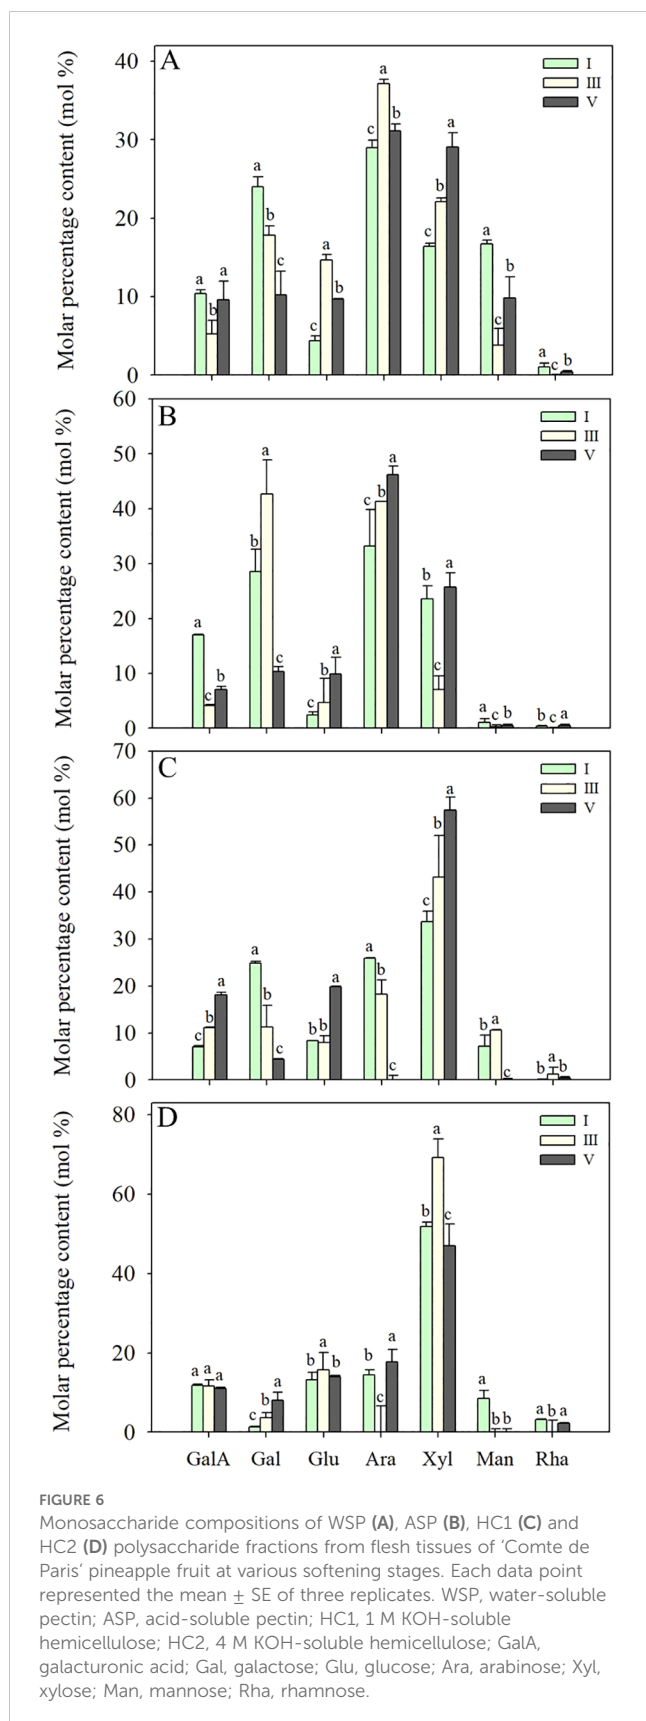 A
I
III
V
Molar percentage content (mol %)
40
30
20
10
0
a b a
a b c
c a b
c a b
c b a
a c b
a c b
B
I
III
V
Molar percentage content (mol %)
60
50
40
30
20
10
0
a c b
b a c
c b a
c b a
b c a
a c b
b c a
C
I
III
V
Molar percentage content (mol %)
70
60
50
40
30
20
10
0
c b a
a b c
b b a
a b c
c b a
b a c
b a b
D
I
III
V
Molar percentage content (mol %)
80
60
40
20
0
a a a
c b a
b a b
b c a
b a c
a b b
a b a
GalA Gal Glu Ara Xyl Man Rha
FIGURE 6
Monosaccharide compositions of WSP (A), ASP (B), HC1 (C) and
HC2 (D) polysaccharide fractions from flesh tissues of ‘Comte de
Paris’ pineapple fruit at various softening stages. Each data point
represented the mean ± SE of three replicates. WSP, water-soluble
pectin; ASP, acid-soluble pectin; HC1, 1 M KOH-soluble
hemicellulose; HC2, 4 M KOH-soluble hemicellulose; GalA,
galacturonic acid; Gal, galactose; Glu, glucose; Ara, arabinose; Xyl,
xylose; Man, mannose; Rha, rhamnose.